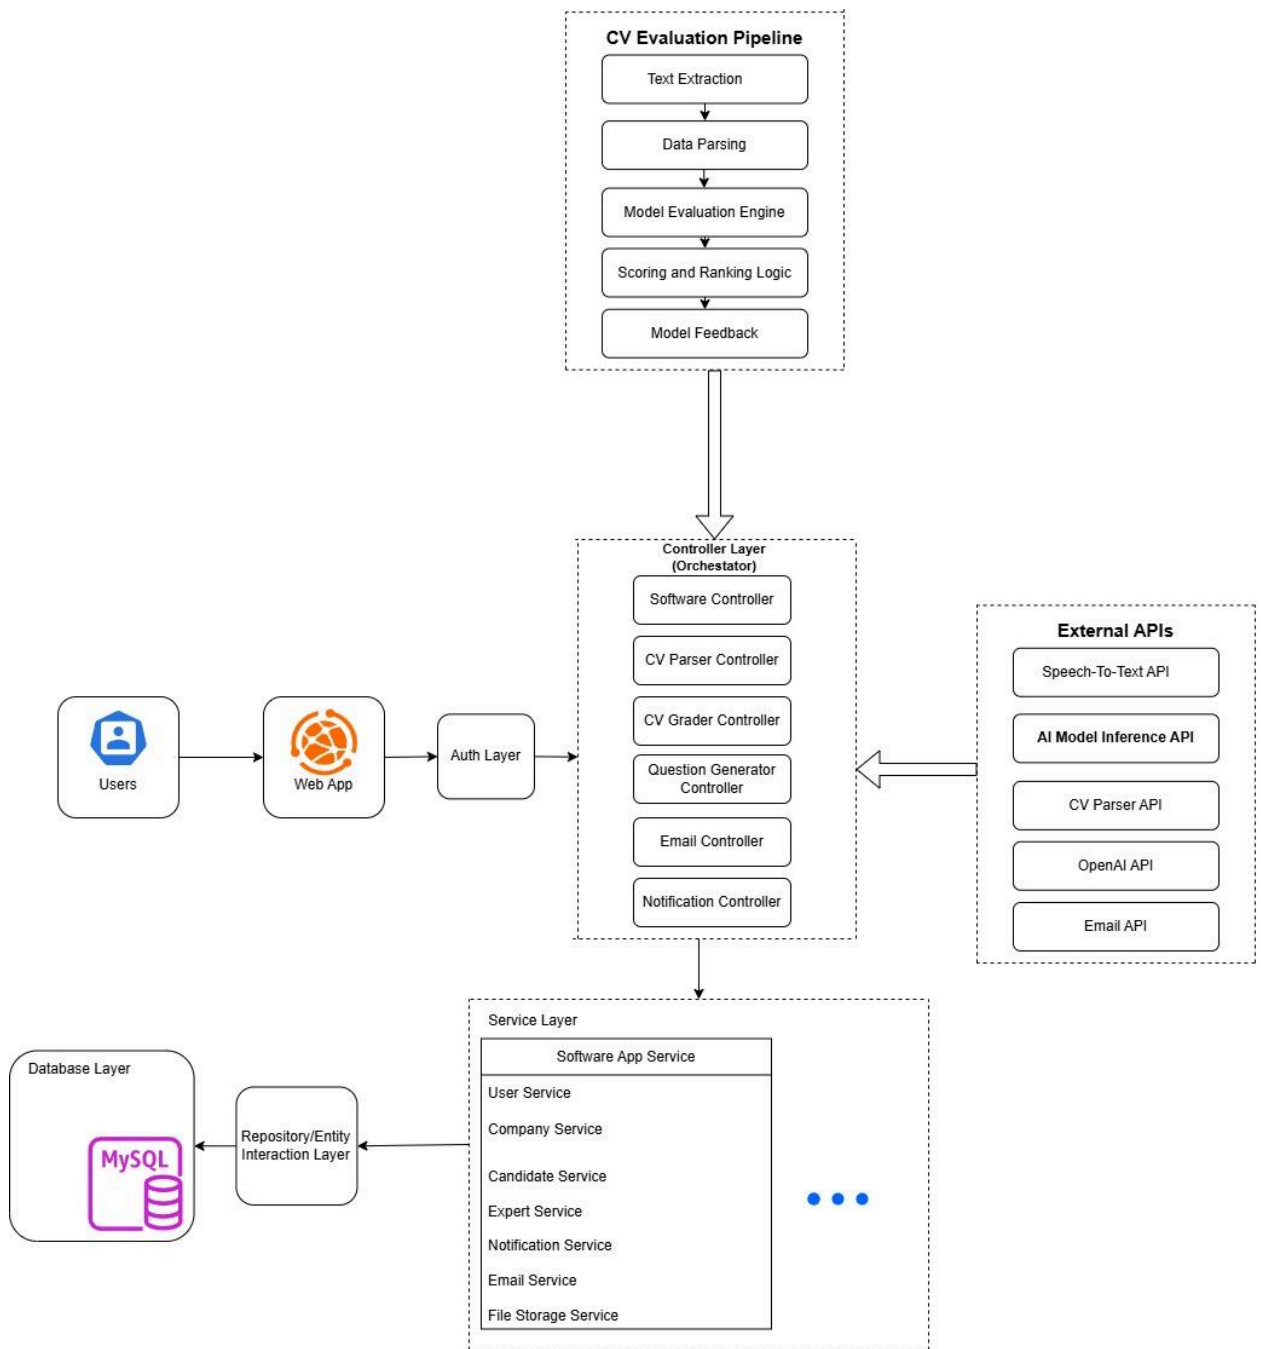 CV Evaluation Pipeline
Text Extraction
Data Parsing
Model Evaluation Engine
Scoring and Ranking Logic
Model Feedback
Controller Layer
(Orchestator)
Software Controller
CV Parser Controller
CV Grader Controller
Question Generator
Controller
Email Controller
Notification Controller
External APIs
Speech-To-Text API
AI Model Inference API
CV Parser API
OpenAI API
Email API
Users
Web App
Auth Layer
Service Layer
Software App Service
User Service
Company Service
Candidate Service
Expert Service
Notification Service
Email Service
File Storage Service
Repository/Entity
Interaction Layer
Database Layer
MySQL